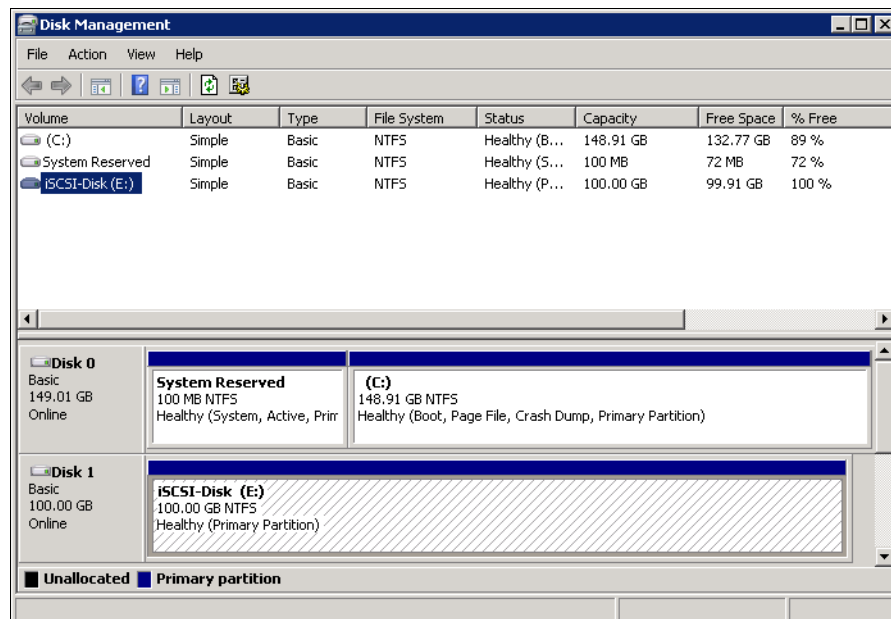 Disk Management
File Action View Help
Volume Layout Type File System Status Capacity Free Space % Free
(C:) Simple Basic NTFS Healthy (B... 148.91 GB 132.77 GB 89 %
System Reserved Simple Basic NTFS Healthy (S... 100 MB 72 MB 72 %
iSCSI-Disk (E:) Simple Basic NTFS Healthy (P... 100.00 GB 99.91 GB 100 %
Disk 0
Basic
149.01 GB
Online
System Reserved
100 MB NTFS
Healthy (System, Active, Prim
(C:)
148.91 GB NTFS
Healthy (Boot, Page File, Crash Dump, Primary Partition)
Disk 1
Basic
100.00 GB
Online
iSCSI-Disk (E:)
100.00 GB NTFS
Healthy (Primary Partition)
Unallocated Primary partition